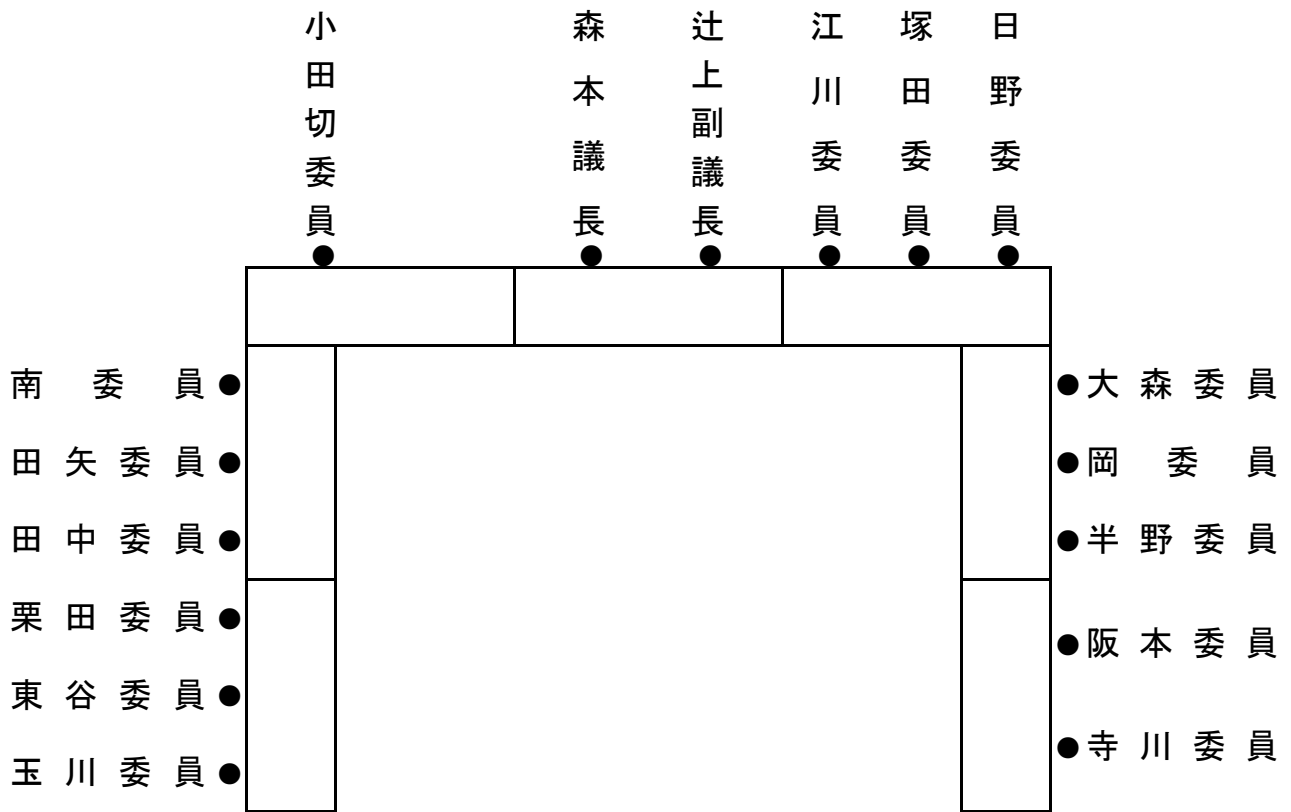 小田切委員
森本議長
辻上副議長
江川委員
塚田委員
日野委員
南委員
田矢委員
田中委員
栗田委員
東谷委員
玉川委員
大森委員
岡委員
半野委員
阪本委員
寺川委員